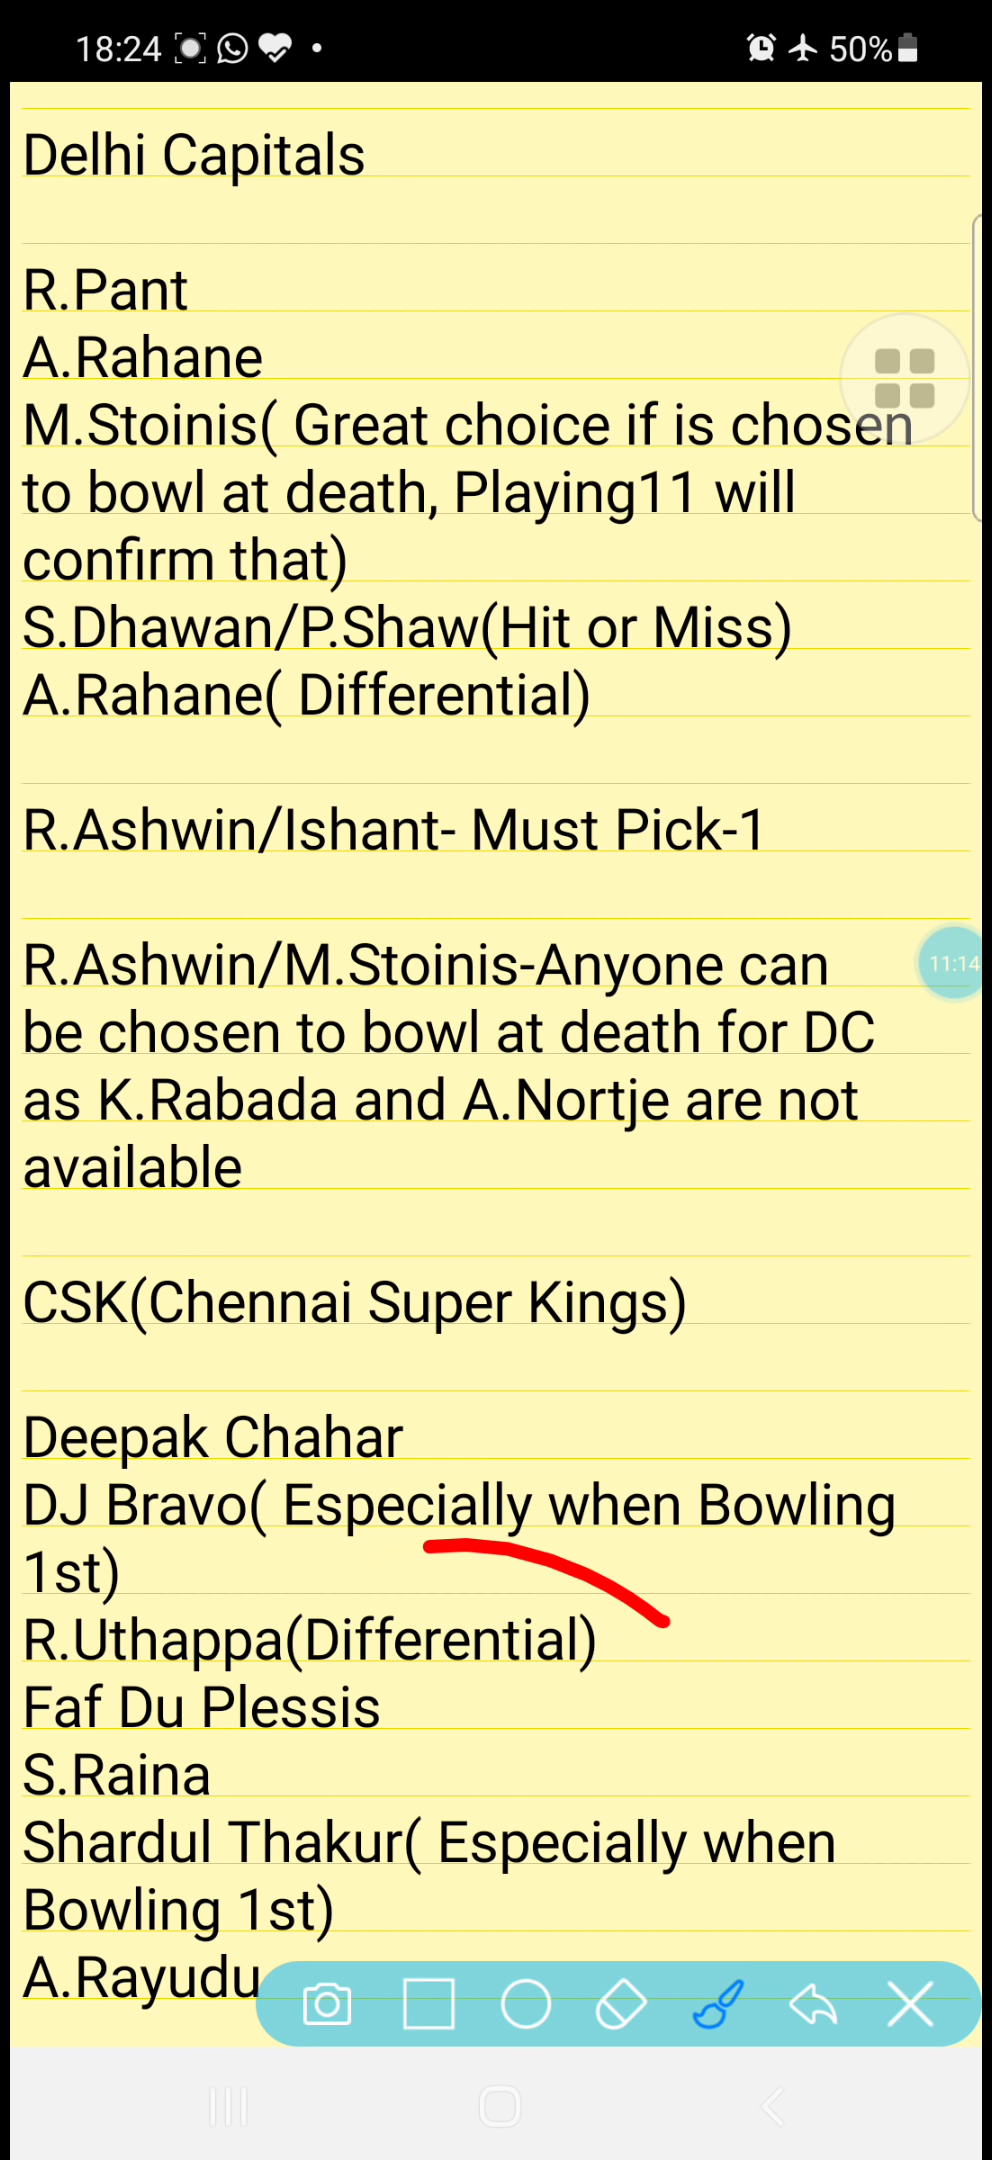 18:24
50%
Delhi Capitals
R.Pant
A.Rahane
M.Stoinis( Great choice if is chosen
to bowl at death, Playing11 will
confirm that)
S.Dhawan/P.Shaw(Hit or Miss)
A.Rahane( Differential)
R.Ashwin/Ishant- Must Pick-1
R.Ashwin/M.Stoinis-Anyone can
11:14
be chosen to bowl at death for DC
as K.Rabada and A.Nortje are not
available
CSK(Chennai Super Kings)
Deepak Chahar
DJ Bravo( Especially when Bowling
1st)
R.Uthappa(Differential)
Faf Du Plessis
S.Raina
Shardul Thakur( Especially when
Bowling 1st)
A.Rayudu